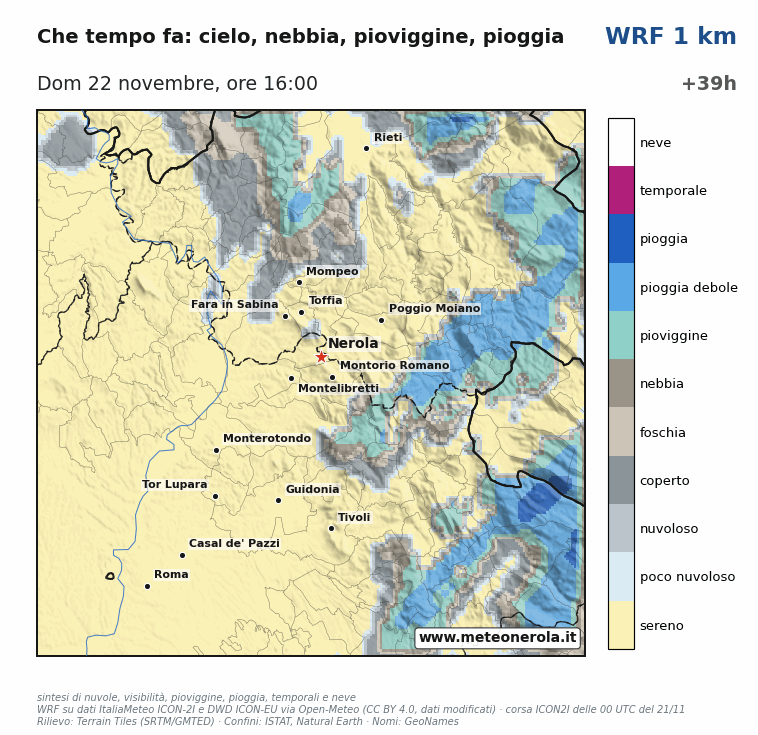 Che tempo fa: cielo, nebbia, pioviggine, pioggia
WRF 1 km
Dom 22 novembre, ore 16:00
+39h
Rieti
Mompeo
Fara in Sabina
Toffia
Poggio Moiano
Nerola
Montorio Romano
Montelibretti
Monterotondo
Tor Lupara
Guidonia
Tivoli
Casal de' Pazzi
Roma
www.meteonerola.it
neve
temporale
pioggia
pioggia debole
pioviggine
nebbia
foschia
coperto
nuvoloso
poco nuvoloso
sereno
sintesi di nuvole, visibilità, pioviggine, pioggia, temporali e neve
WRF su dati ItaliaMeteo ICON-2I e DWD ICON-EU via Open-Meteo (CC BY 4.0, dati modificati) · corsa ICON2I delle 00 UTC del 21/11
Rilievo: Terrain Tiles (SRTM/GMTED) · Confini: ISTAT, Natural Earth · Nomi: GeoNames